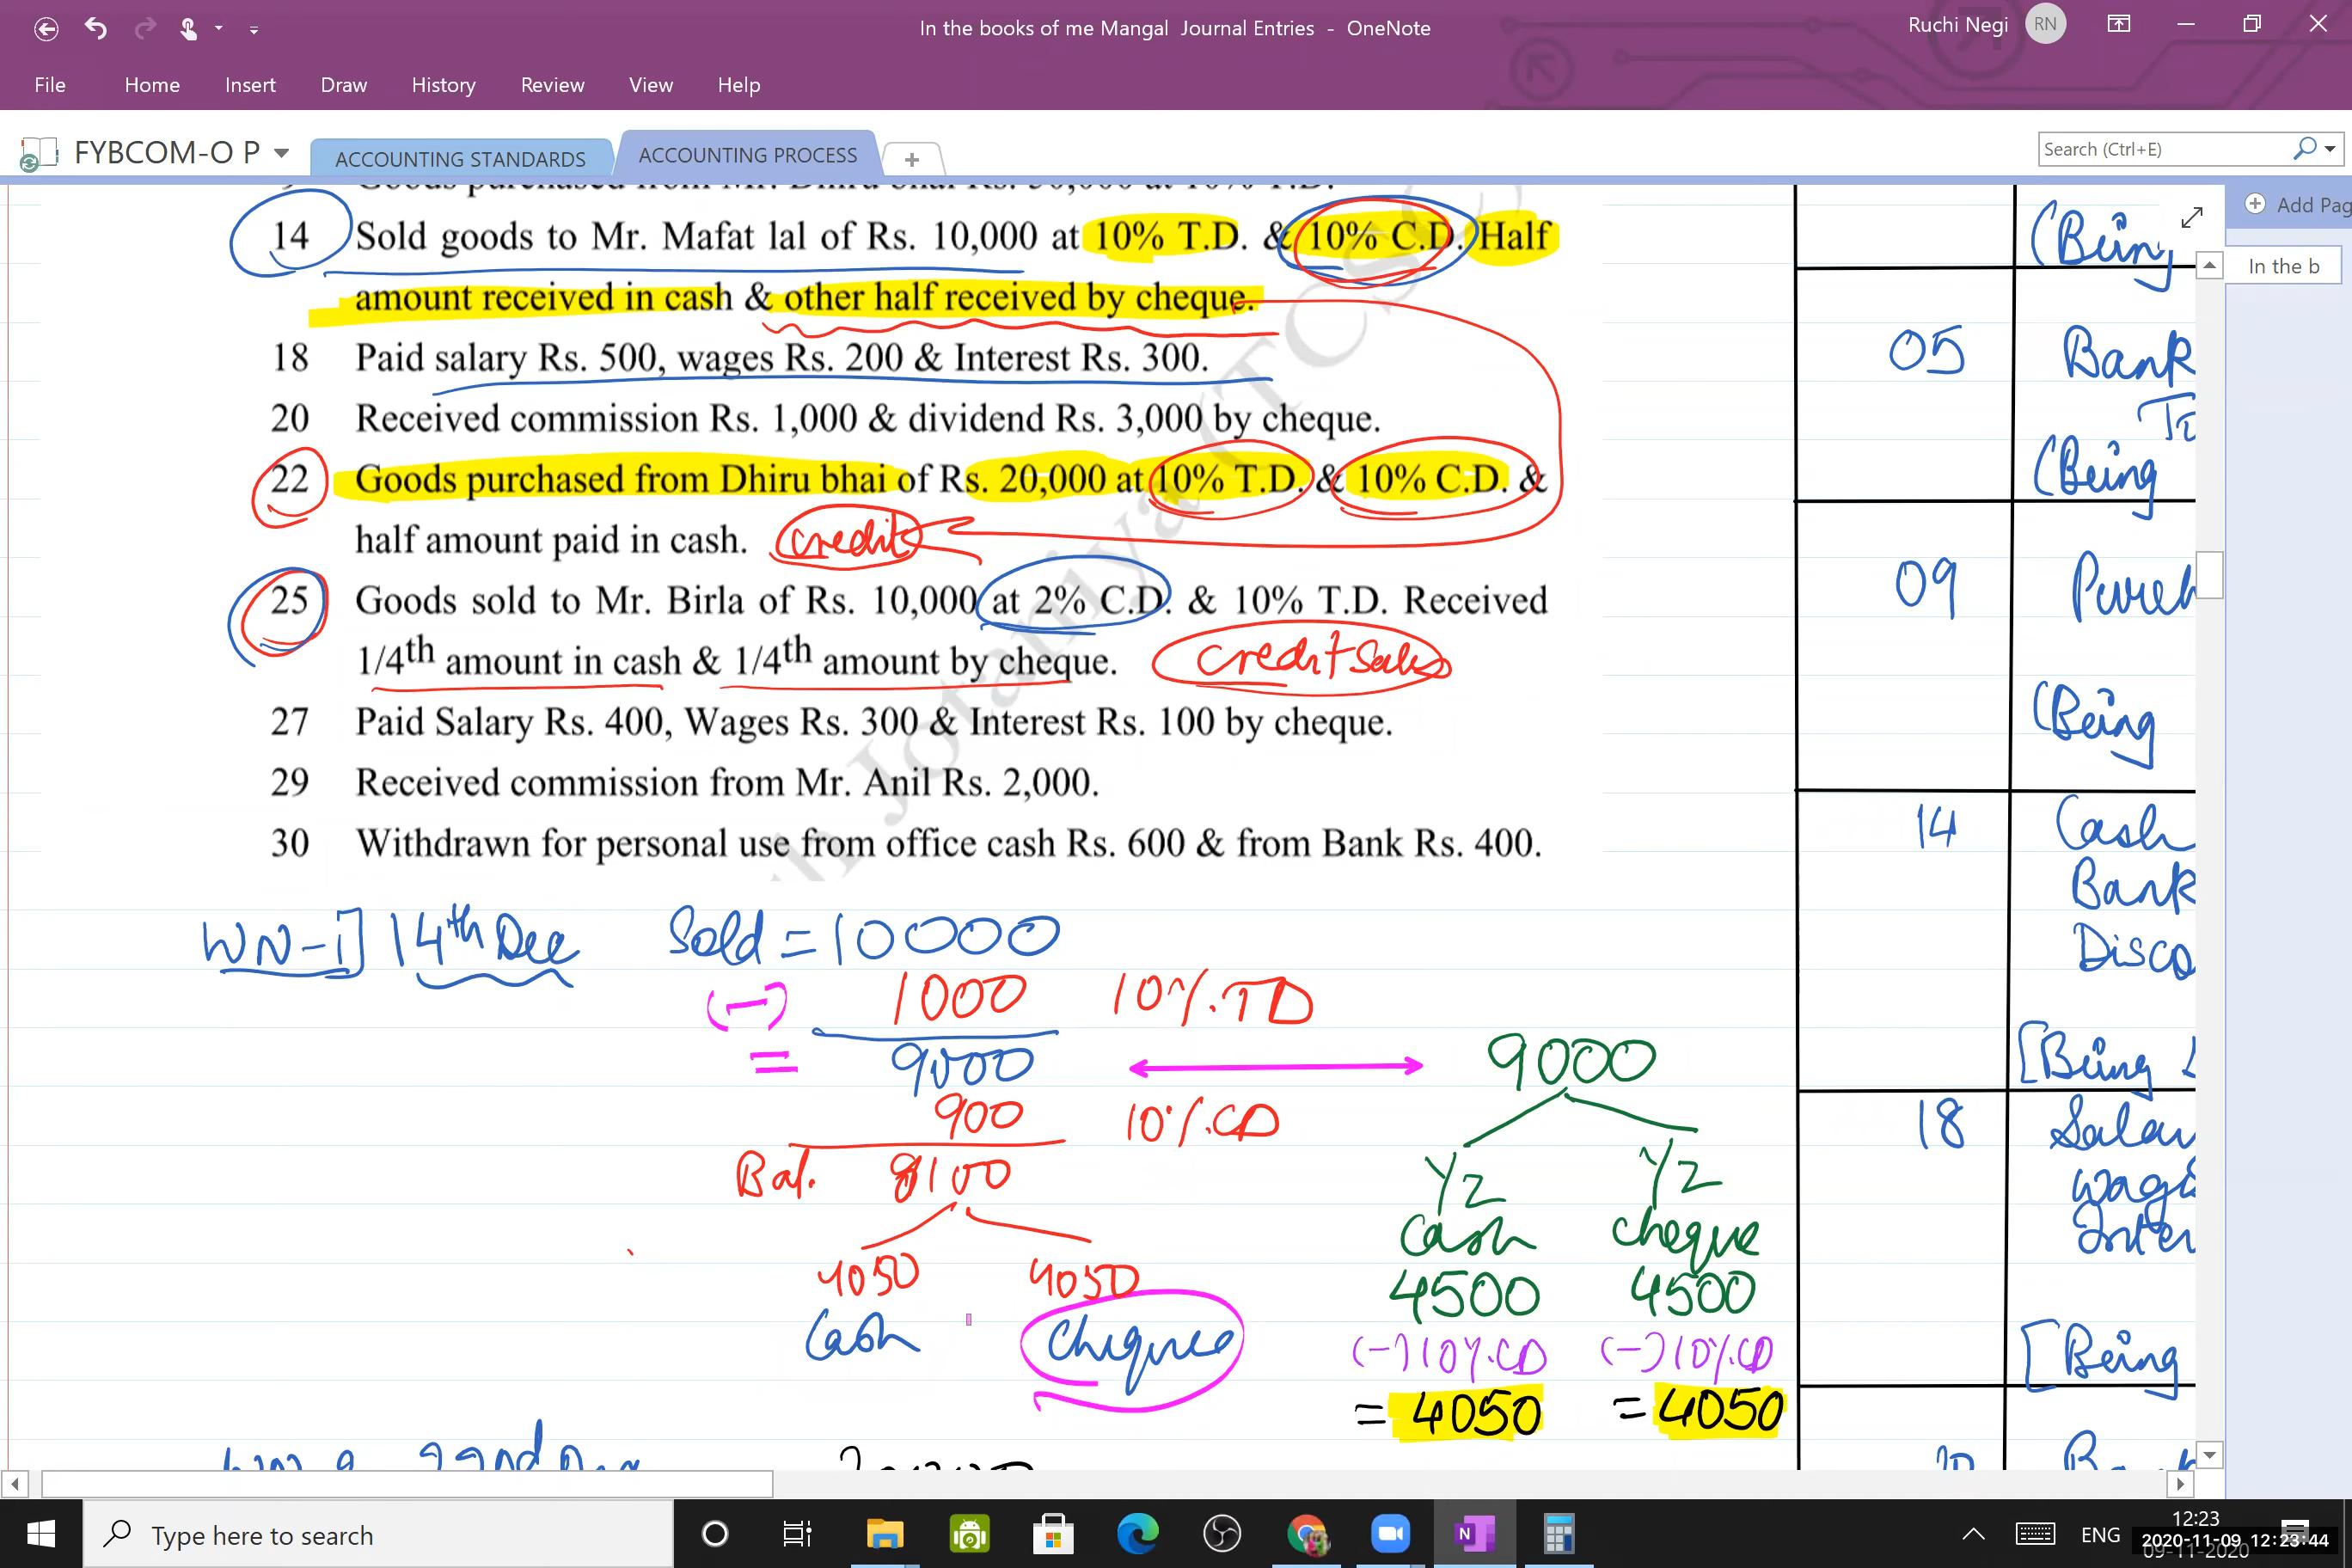 In the books of me Mangal Journal Entries - OneNote
Ruchi Negi RN
File Home Insert Draw History Review View Help
FYBCOM-O P ACCOUNTING STANDARDS ACCOUNTING PROCESS + Search (Ctrl+E)
Add Pag
In the b
14 Sold goods to Mr. Mafat lal of Rs. 10,000 at 10% T.D. & 10% C.D. Half
amount received in cash & other half received by cheque.
18 Paid salary Rs. 500, wages Rs. 200 & Interest Rs. 300.
20 Received commission Rs. 1,000 & dividend Rs. 3,000 by cheque.
22 Goods purchased from Dhiru bhai of Rs. 20,000 at 10% T.D. & 10% C.D. &
half amount paid in cash. credit
25 Goods sold to Mr. Birla of Rs. 10,000 at 2% C.D. & 10% T.D. Received
1/4th amount in cash & 1/4th amount by cheque. credit sales
27 Paid Salary Rs. 400, Wages Rs. 300 & Interest Rs. 100 by cheque.
29 Received commission from Mr. Anil Rs. 2,000.
30 Withdrawn for personal use from office cash Rs. 600 & from Bank Rs. 400.
WN-1] 14th Dec Sold = 10000
(-) 1000 10%.TD
= 9000 9000
900 10%.CD
Bal. 8100
1/2 1/2
Cash cheque
4050 4050 4500 4500
Cash cheque (-)10%.CD (-)10%.CD
= 4050 = 4050
(Being
05 Bank
To
(Being
09 Purch
(Being
14 Cash
Bank
Disco
[Being
18 Salar
wages
Inter
[Being
20 Bank
Type here to search
ENG 12:23
2020-11-09 12:23:44
09-11-2020